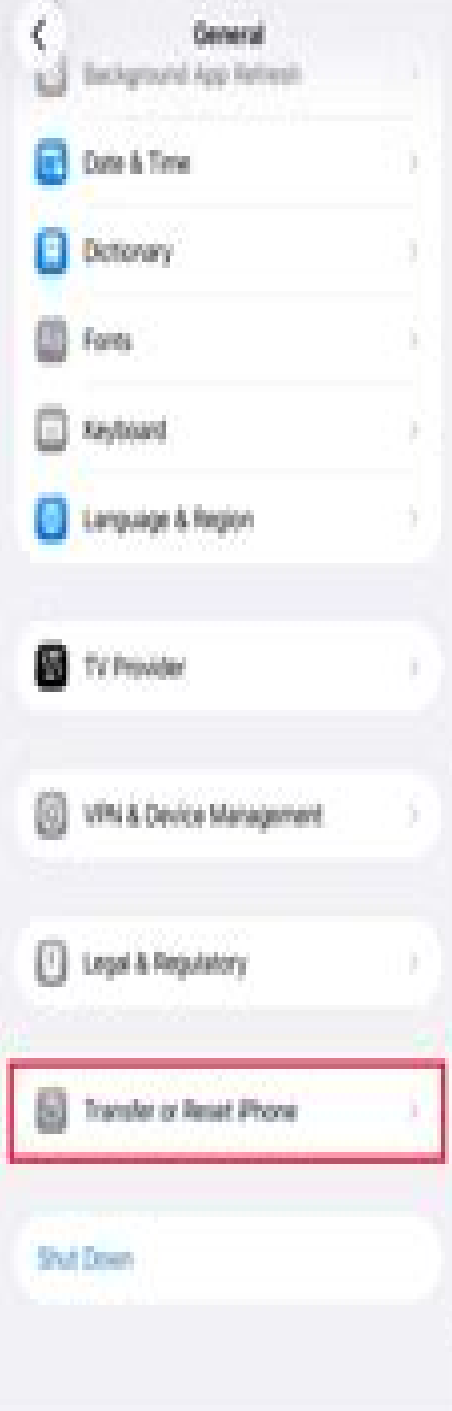 General
Background App Refresh
Date & Time
Dictionary
Fonts
Keyboard
Language & Region
TV Provider
VPN & Device Management
Legal & Regulatory
Transfer or Reset iPhone
Shut Down